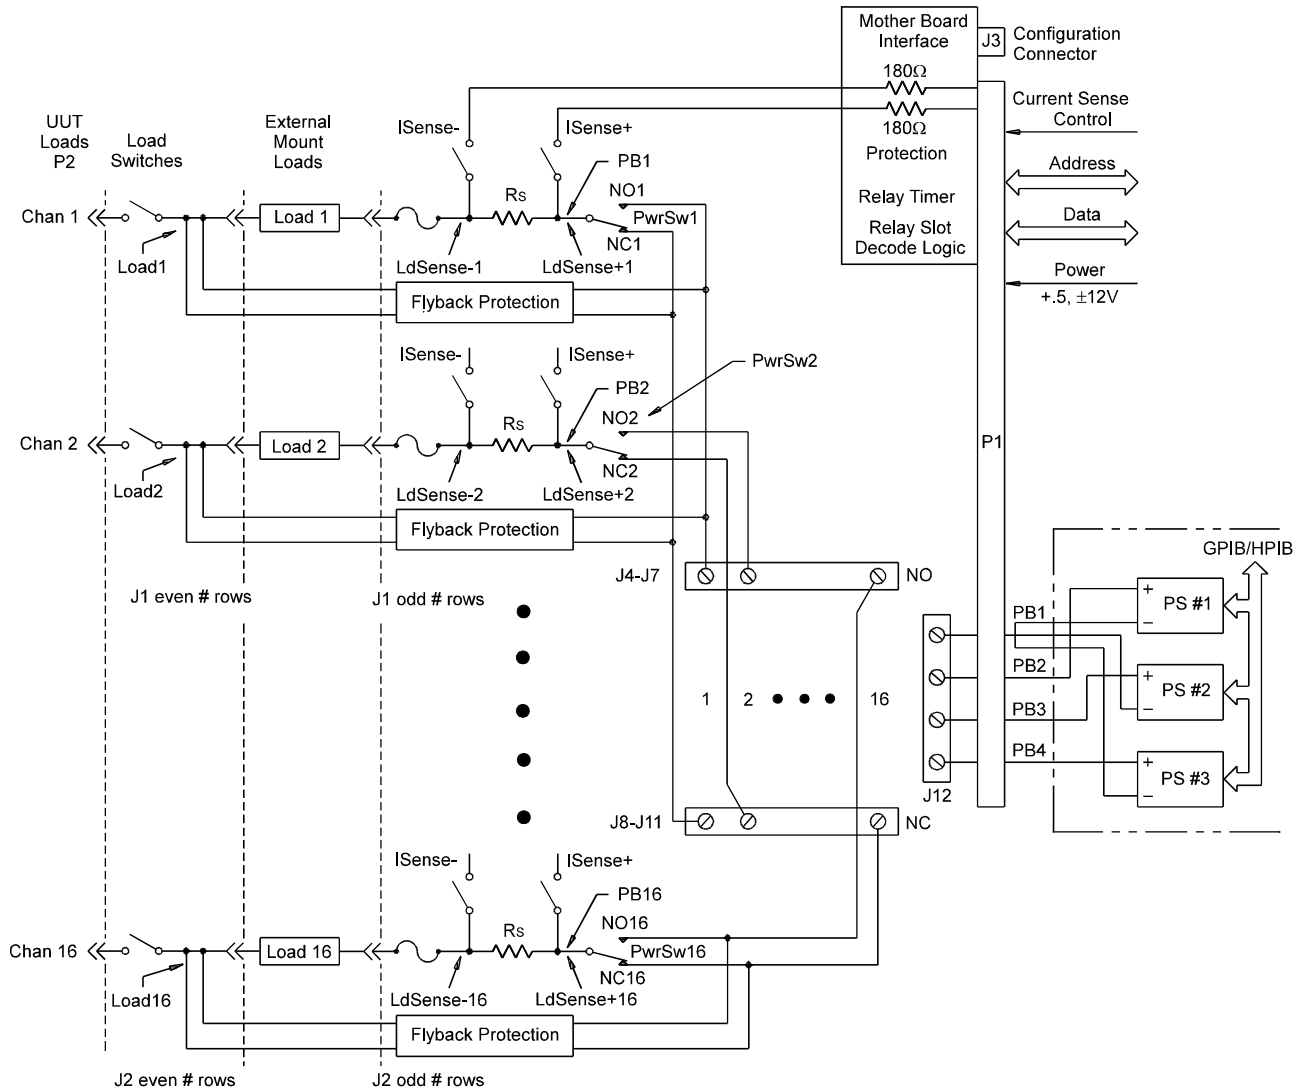 Mother Board
Interface
J3
Configuration
Connector
180Ω
180Ω
Protection
Relay Timer
Relay Slot
Decode Logic
Current Sense
Control
Address
Data
Power
+.5, ±12V
P1
UUT
Loads
P2
Load
Switches
External
Mount
Loads
ISense-
ISense+
PB1
NO1
PwrSw1
NC1
Rs
Chan 1
Load 1
Load1
LdSense-1
LdSense+1
Flyback Protection
ISense-
ISense+
PB2
PwrSw2
NO2
NC2
Rs
Chan 2
Load 2
Load2
LdSense-2
LdSense+2
Flyback Protection
J1 even # rows
J1 odd # rows
J4-J7
NO
1
2
16
J8-J11
NC
J12
PB1
PB2
PB3
PB4
GPIB/HPIB
+
PS #1
−
+
PS #2
−
+
PS #3
−
ISense-
ISense+
PB16
NO16
PwrSw16
NC16
Rs
Chan 16
Load 16
Load16
LdSense-16
LdSense+16
Flyback Protection
J2 even # rows
J2 odd # rows